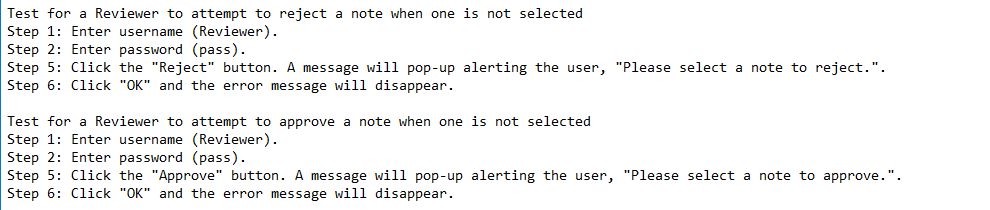 Test for a Reviewer to attempt to reject a note when one is not selected
Step 1: Enter username (Reviewer).
Step 2: Enter password (pass).
Step 5: Click the "Reject" button. A message will pop-up alerting the user, "Please select a note to reject.".
Step 6: Click "OK" and the error message will disappear.

Test for a Reviewer to attempt to approve a note when one is not selected
Step 1: Enter username (Reviewer).
Step 2: Enter password (pass).
Step 5: Click the "Approve" button. A message will pop-up alerting the user, "Please select a note to approve.".
Step 6: Click "OK" and the error message will disappear.